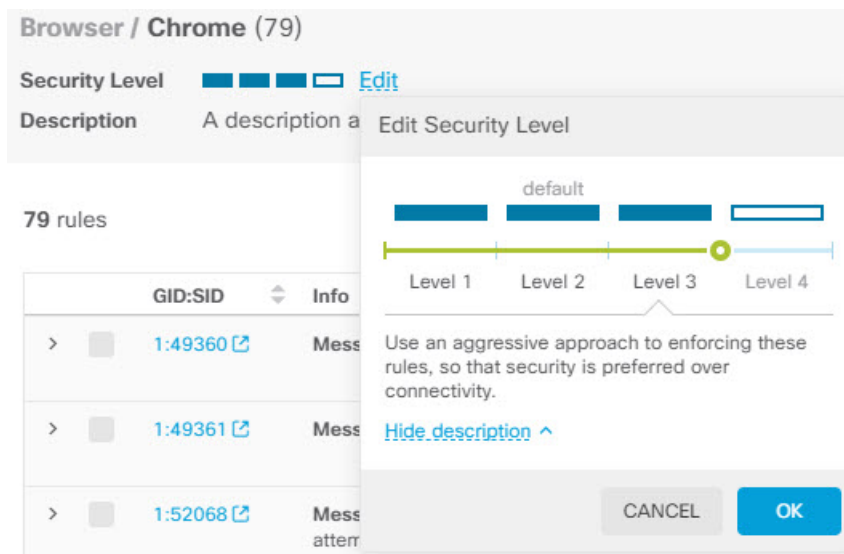 Browser / Chrome (79)
Security Level Edit
Description A description a
Edit Security Level
default
Level 1 Level 2 Level 3 Level 4
Use an aggressive approach to enforcing these
rules, so that security is preferred over
connectivity.
Hide description
CANCEL OK
79 rules
GID:SID Info
1:49360 Mess
1:49361 Mess
1:52068 Mess
attem